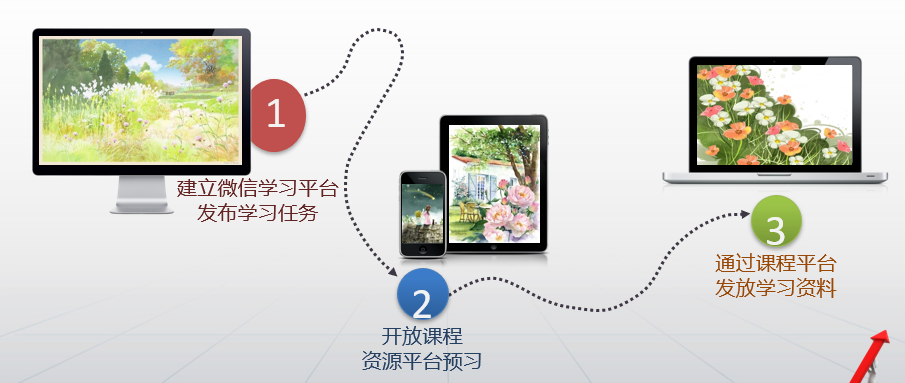 1
建立微信学习平台
发布学习任务
2
开放课程
资源平台预习
3
通过课程平台
发放学习资料